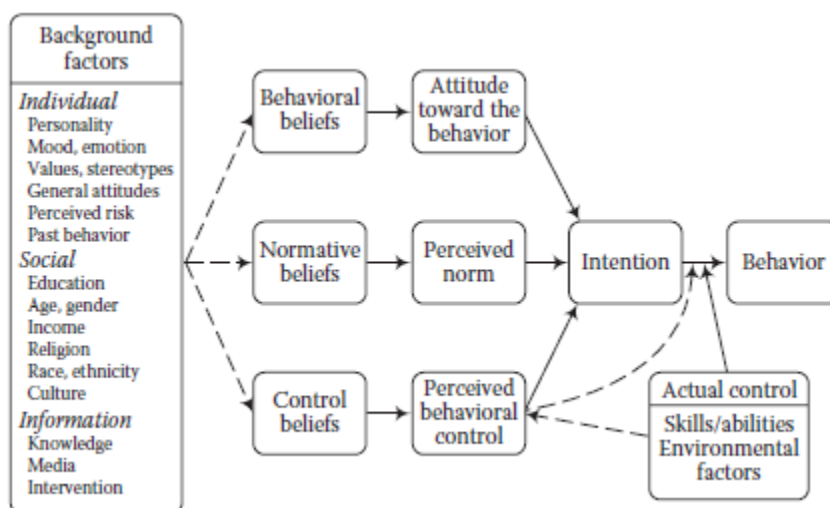 Background
factors
Individual
Personality
Mood, emotion
Values, stereotypes
General attitudes
Perceived risk
Past behavior
Social
Education
Age, gender
Income
Religion
Race, ethnicity
Culture
Information
Knowledge
Media
Intervention
Behavioral
beliefs
Attitude
toward the
behavior
Normative
beliefs
Perceived
norm
Intention
Behavior
Control
beliefs
Perceived
behavioral
control
Actual control
Skills/abilities
Environmental
factors